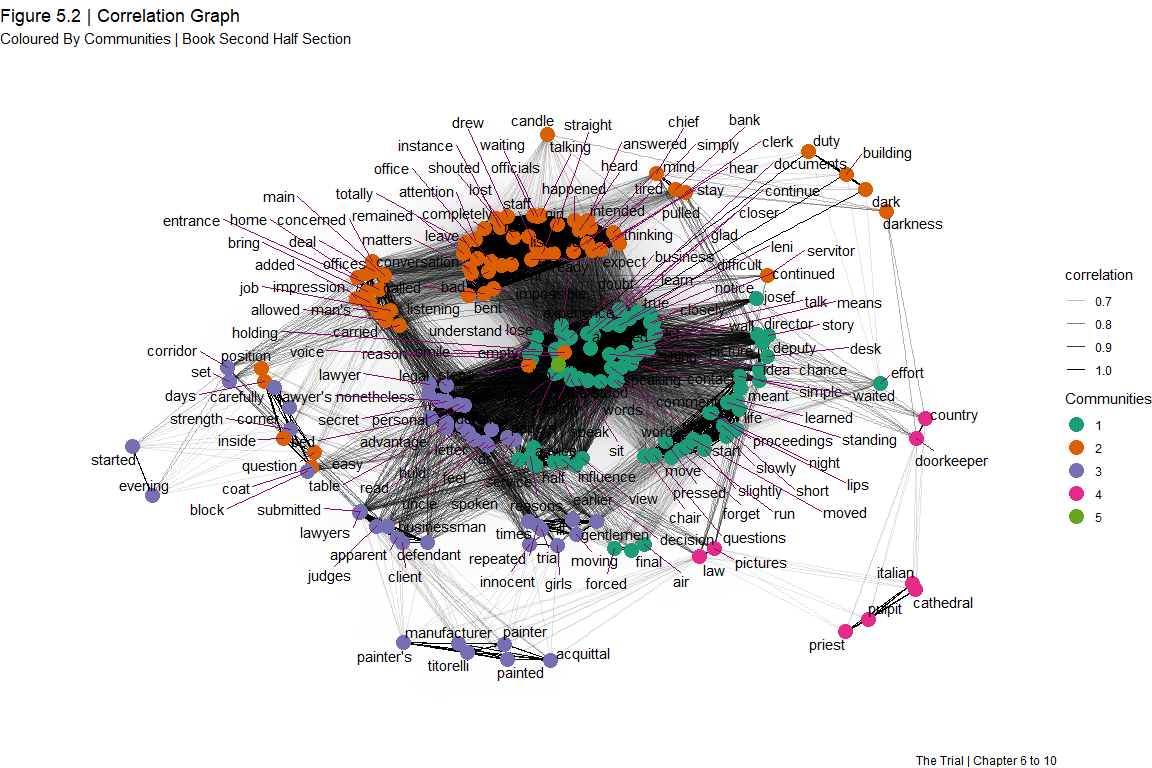 Figure 5.2 | Correlation Graph
Coloured By Communities | Book Second Half Section
drew candle straight chief bank
instance waiting talking answered simply clerk duty
office shouted officials heard mind hear documents building
main totally attention lost happened tired stay continue
entrance home concerned remained completely staff girl intended pulled closer dark
bring deal matters leave thinking glad darkness
added offices conversation expect business leni servitor
job impression called bad already doubt learn difficult continued
allowed man's listening bent impossible true notice josef talk means
holding carried understand lose experience closely wall director story
corridor position voice reason smile empty picture deputy desk
set lawyer legal step speaking contact idea chance effort
days carefully lawyer's nonetheless words comment meant simple waited
strength corner secret personal speak word life learned country
inside bed advantage sit proceedings standing
started question easy letter start doorkeeper
evening coat table read build feel service half influence move slowly night lips
block submitted uncle spoken reasons earlier view pressed slightly short
lawyers businessman times gentlemen chair forget run moved
apparent defendant repeated trial moving final decision questions
judges client innocent girls forced air law pictures
italian
cathedral
pulpit
manufacturer painter priest
painter's titorelli painted acquittal
correlation
0.7
0.8
0.9
1.0
Communities
1
2
3
4
5
The Trial | Chapter 6 to 10